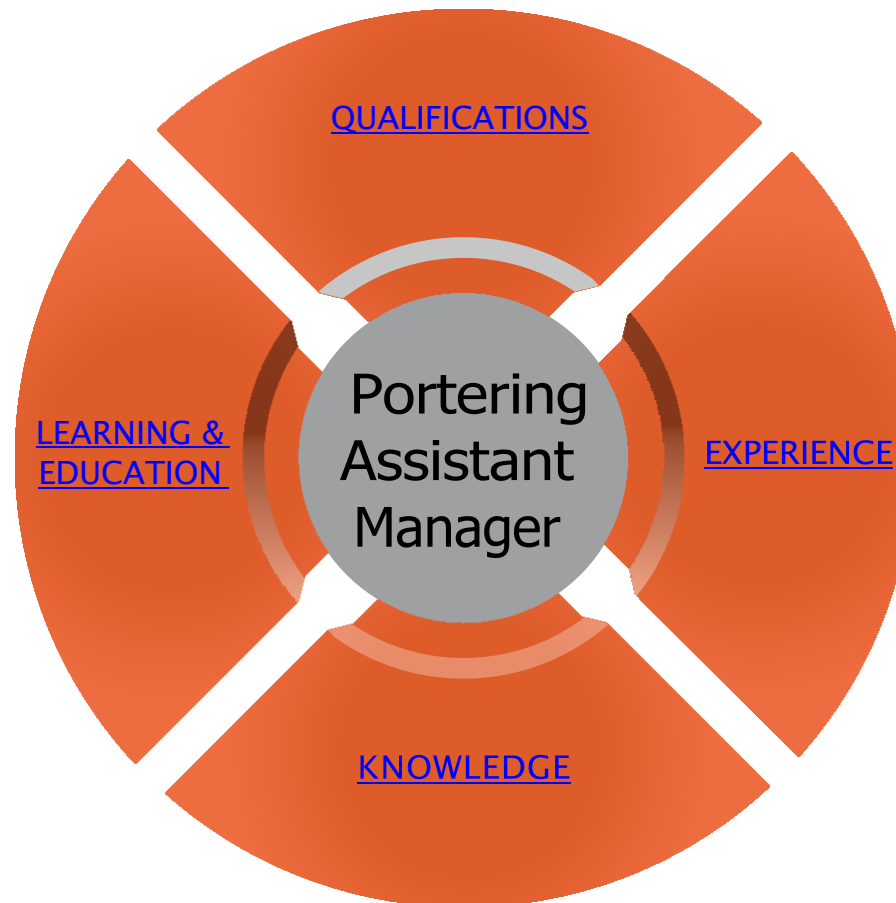 QUALIFICATIONS
LEARNING &
EDUCATION
Portering
Assistant
Manager
EXPERIENCE
KNOWLEDGE